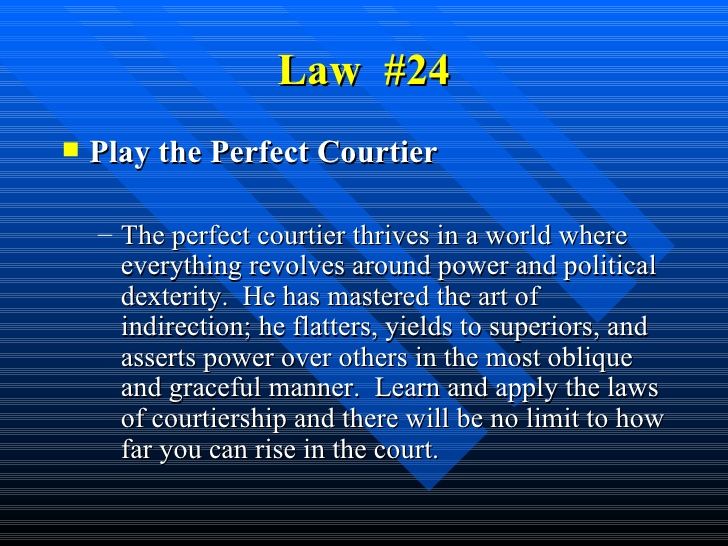 Law #24
Play the Perfect Courtier
– The perfect courtier thrives in a world where
everything revolves around power and political
dexterity. He has mastered the art of
indirection; he flatters, yields to superiors, and
asserts power over others in the most oblique
and graceful manner. Learn and apply the laws
of courtiership and there will be no limit to how
far you can rise in the court.